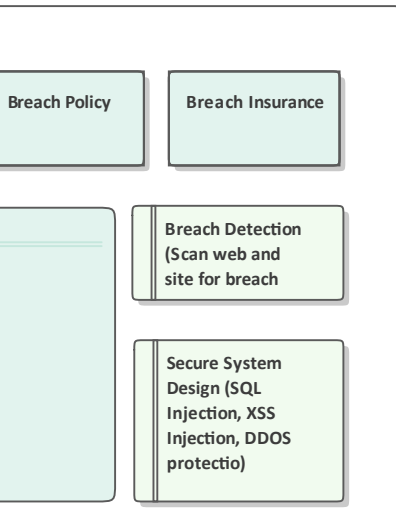 Breach Policy
Breach Insurance
Breach Detection
(Scan web and
site for breach
Secure System
Design (SQL
Injection, XSS
Injection, DDOS
protectio)